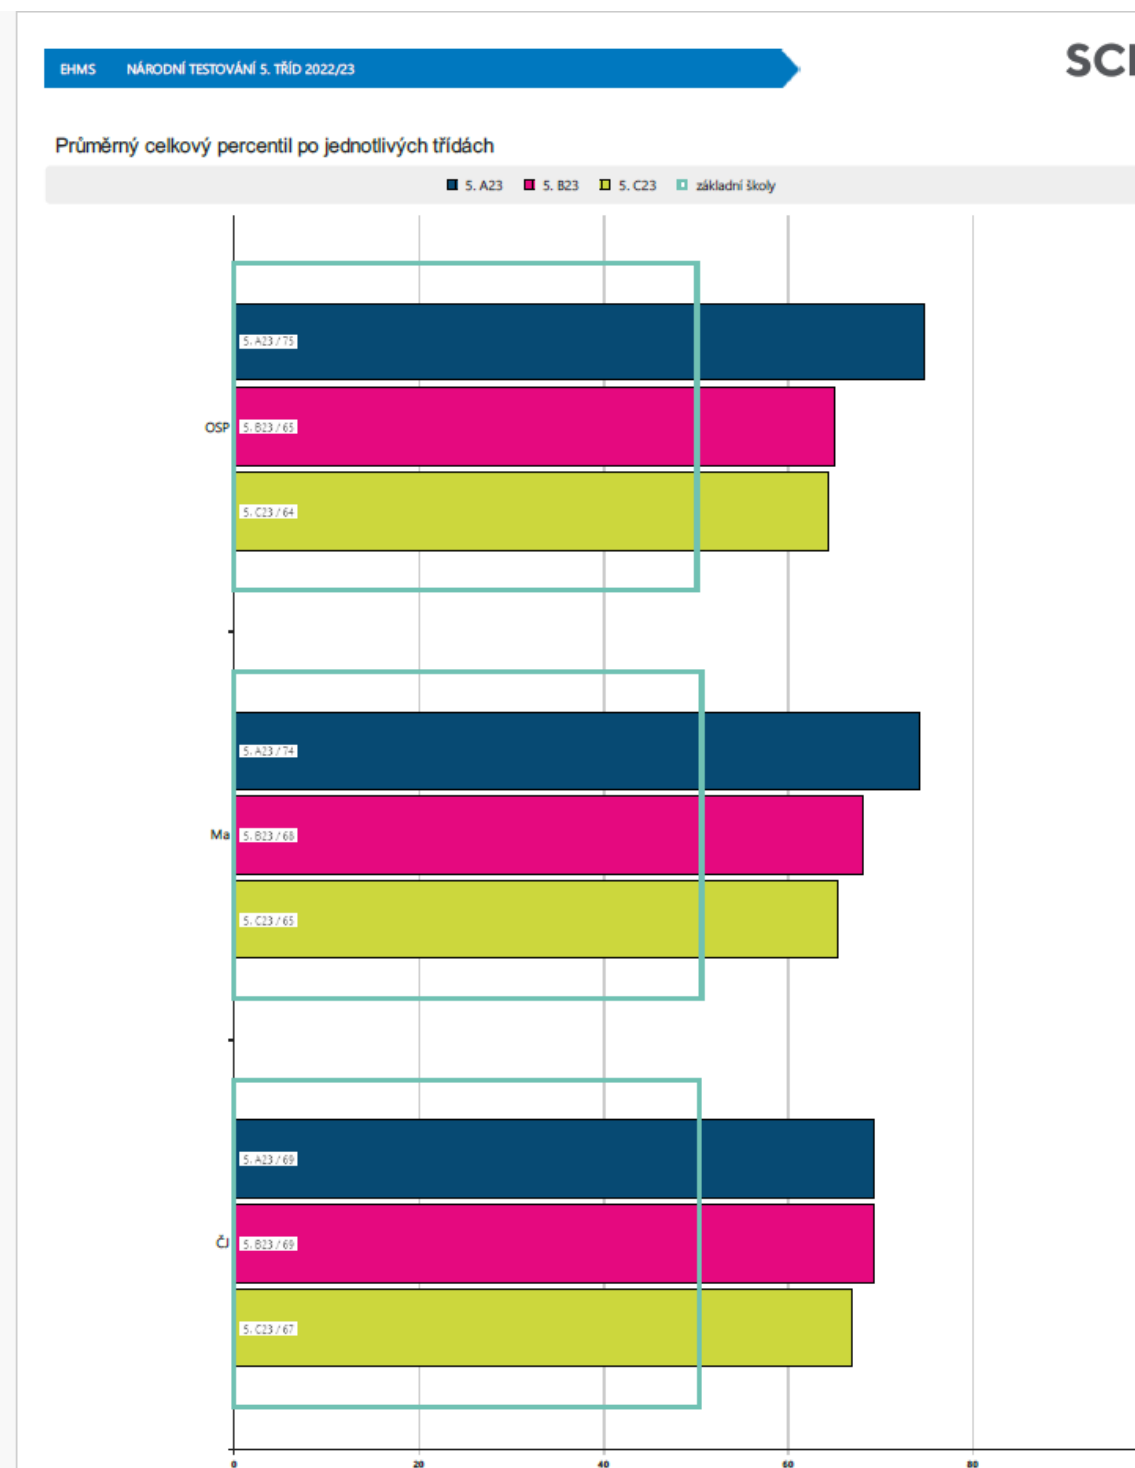 SC
EHMS NÁRODNÍ TESTOVÁNÍ 5. TŘÍD 2022/23
Průměrný celkový percentil po jednotlivých třídách
5. A23 5. B23 5. C23 základní školy
5. A23 / 75
OSP 5. B23 / 65
5. C23 / 64
5. A23 / 74
Ma 5. B23 / 68
5. C23 / 65
5. A23 / 69
ČJ 5. B23 / 69
5. C23 / 67
0 20 40 60 80